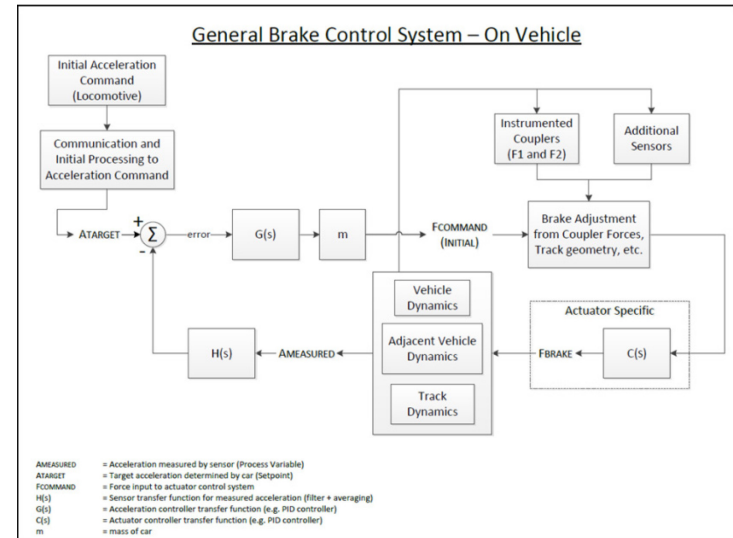 General Brake Control System – On Vehicle
Initial Acceleration
Command
(Locomotive)
Communication and
Initial Processing to
Acceleration Command
Instrumented
Couplers
(F1 and F2)
Additional
Sensors
ATARGET
+
Σ
-
error
G(s)
m
FCOMMAND
(INITIAL)
Brake Adjustment
from Coupler Forces,
Track geometry, etc.
Vehicle
Dynamics
Adjacent Vehicle
Dynamics
Track
Dynamics
Actuator Specific
C(s)
FBRAKE
AMEASURED
H(s)
AMEASURED = Acceleration measured by sensor (Process Variable)
ATARGET = Target acceleration determined by car (Setpoint)
FCOMMAND = Force input to actuator control system
H(s) = Sensor transfer function for measured acceleration (filter + averaging)
G(s) = Acceleration controller transfer function (e.g. PID controller)
C(s) = Actuator controller transfer function (e.g. PID controller)
m = mass of car